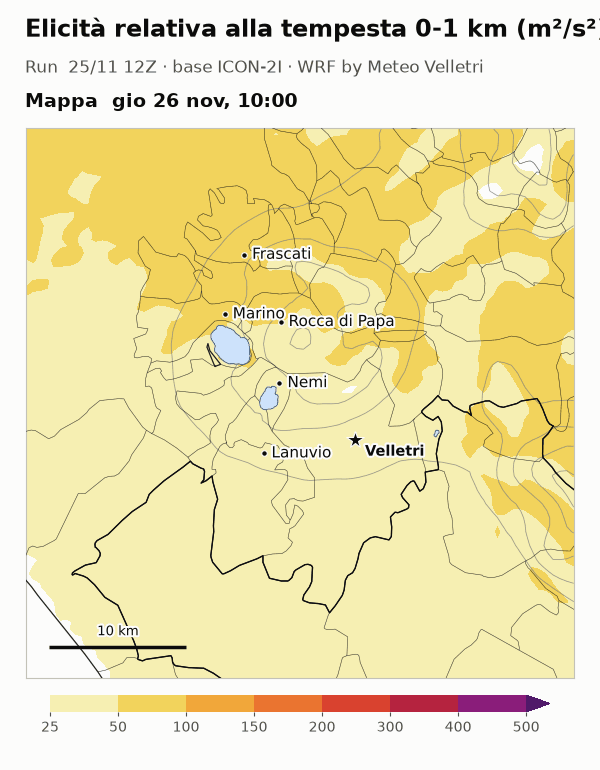 Elicità relativa alla tempesta 0-1 km (m²/s²)
Run  25/11 12Z · base ICON-2I · WRF by Meteo Velletri
Mappa  gio 26 nov, 10:00
Frascati
Marino
Rocca di Papa
Nemi
Velletri
Lanuvio
10 km
25 50 100 150 200 300 400 500